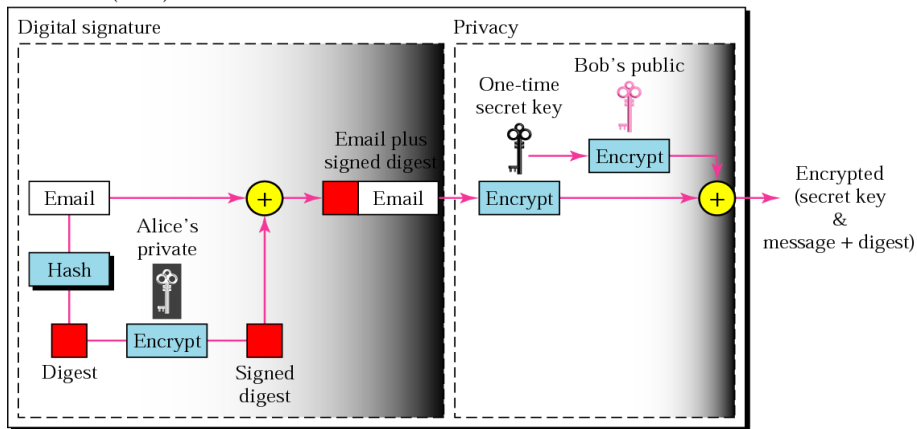 Digital signature
Privacy
Bob’s public
One-time
secret key
Email plus
signed digest
Encrypt
Encrypted
(secret key
&
message + digest)
Email
+
Email
Encrypt
+
Alice’s
private
Hash
Encrypt
Digest
Signed
digest